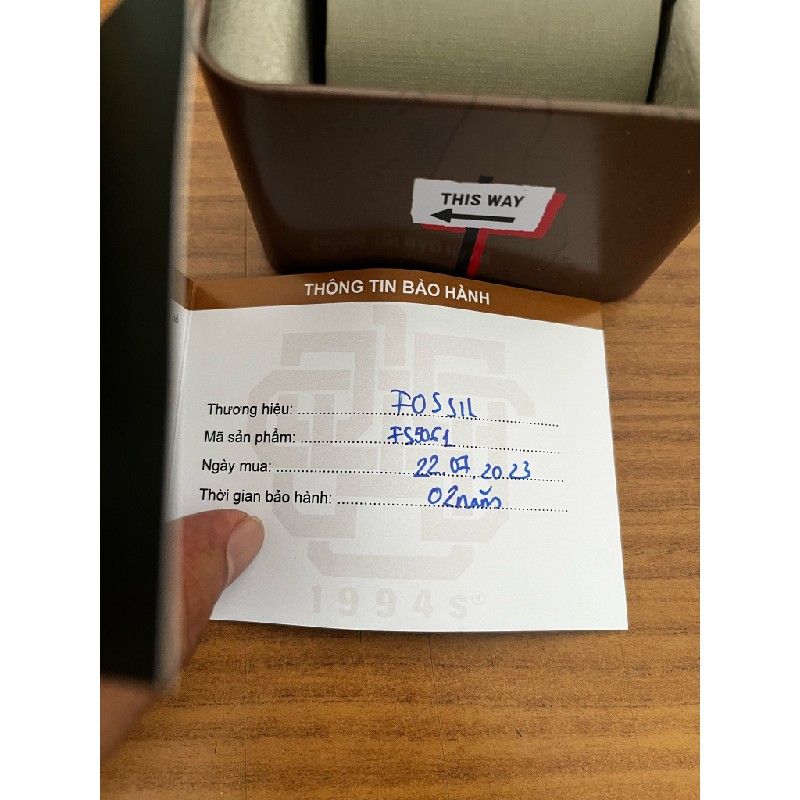 THIS WAY
THÔNG TIN BẢO HÀNH
Thương hiệu: FOSSIL
Mã sản phẩm: FS5061
Ngày mua: 22.07.2023
Thời gian bảo hành: 02 năm
1994s®